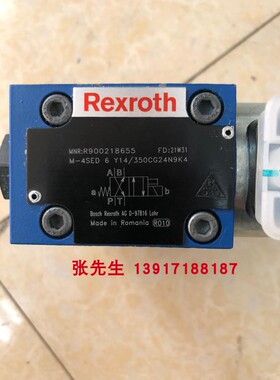 Rexroth
MNR:R900218655 FD:21W31
M-4SED 6 Y14/350CG24N9K4
A B
a b
P T
Bosch Rexroth AG D-97816 Lohr
Made in Romania R010
张先生 13917188187